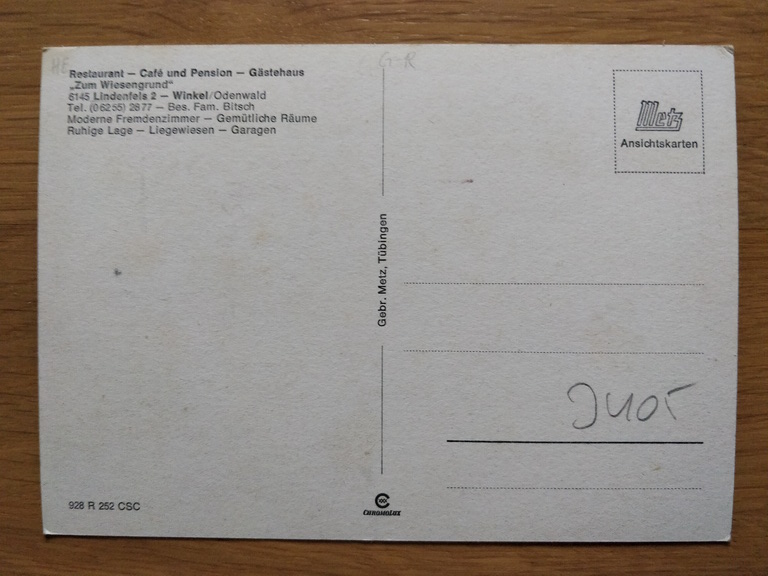 HE
G-R
Restaurant — Café und Pension — Gästehaus
„Zum Wiesengrund“
6145 Lindenfels 2 — Winkel/Odenwald
Tel. (06255) 2877 — Bes. Fam. Bitsch
Moderne Fremdenzimmer — Gemütliche Räume
Ruhige Lage — Liegewiesen — Garagen
Metz
Ansichtskarten
Gebr. Metz, Tübingen
928 R 252 CSC
CHROMOLUX